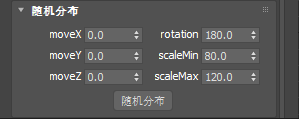 随机分布
moveX 0.0 rotation 180.0
moveY 0.0 scaleMin 80.0
moveZ 0.0 scaleMax 120.0
随机分布